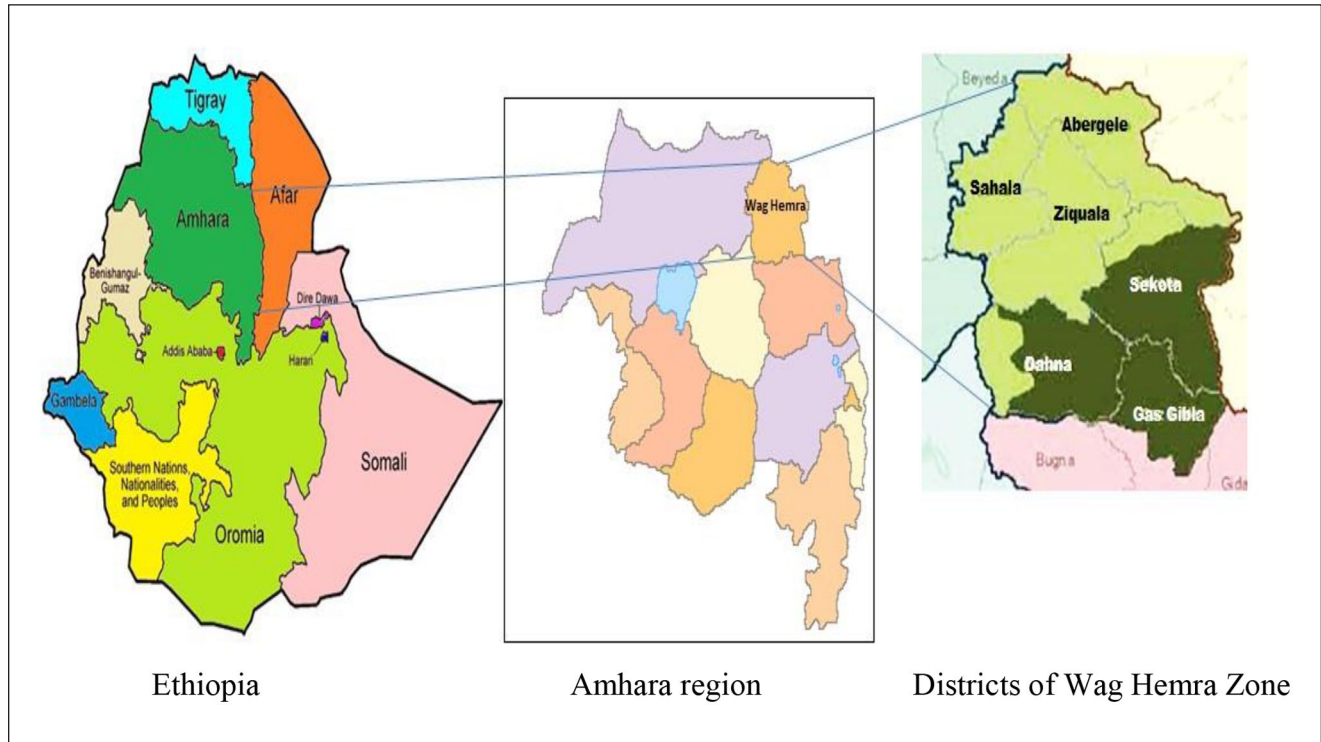 Tigray
Afar
Amhara
Benishangul-
Gumaz
Dire Dawa
Addis Ababa
Harari
Gambela
Somali
Southern Nations,
Nationalities,
and Peoples
Oromia
Ethiopia
Wag Hemra
Amhara region
Beyeda
Abergele
Sahala
Ziquala
Sekota
Dahna
Gas Gibla
Bugna
Gida
Districts of Wag Hemra Zone